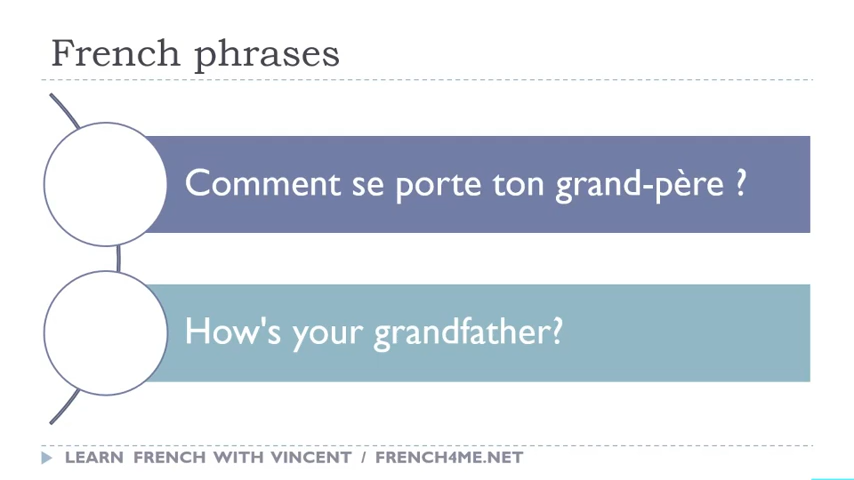 French phrases
Comment se porte ton grand-père ?
How's your grandfather?
LEARN FRENCH WITH VINCENT / FRENCH4ME.NET